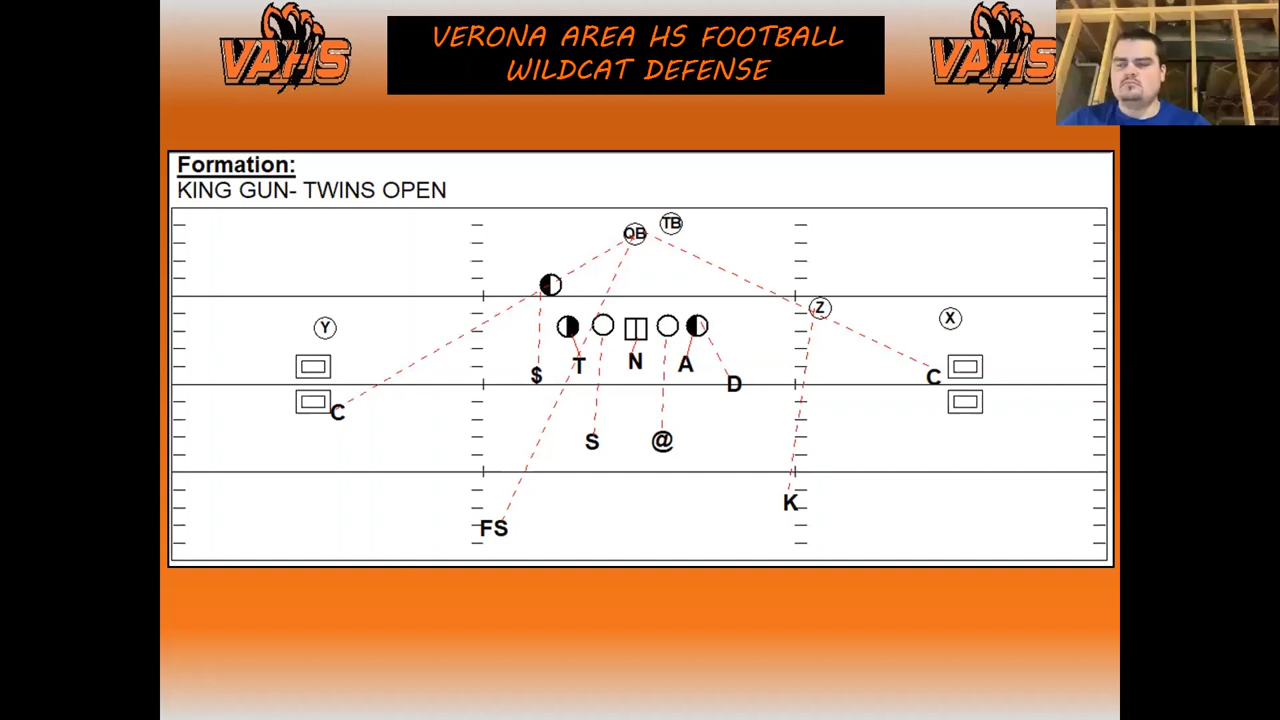 VAHS
VERONA AREA HS FOOTBALL
WILDCAT DEFENSE
VAHS
Formation:
KING GUN- TWINS OPEN
TB
QB
Z
X
Y
T
N
A
$
D
C
C
S
@
K
FS